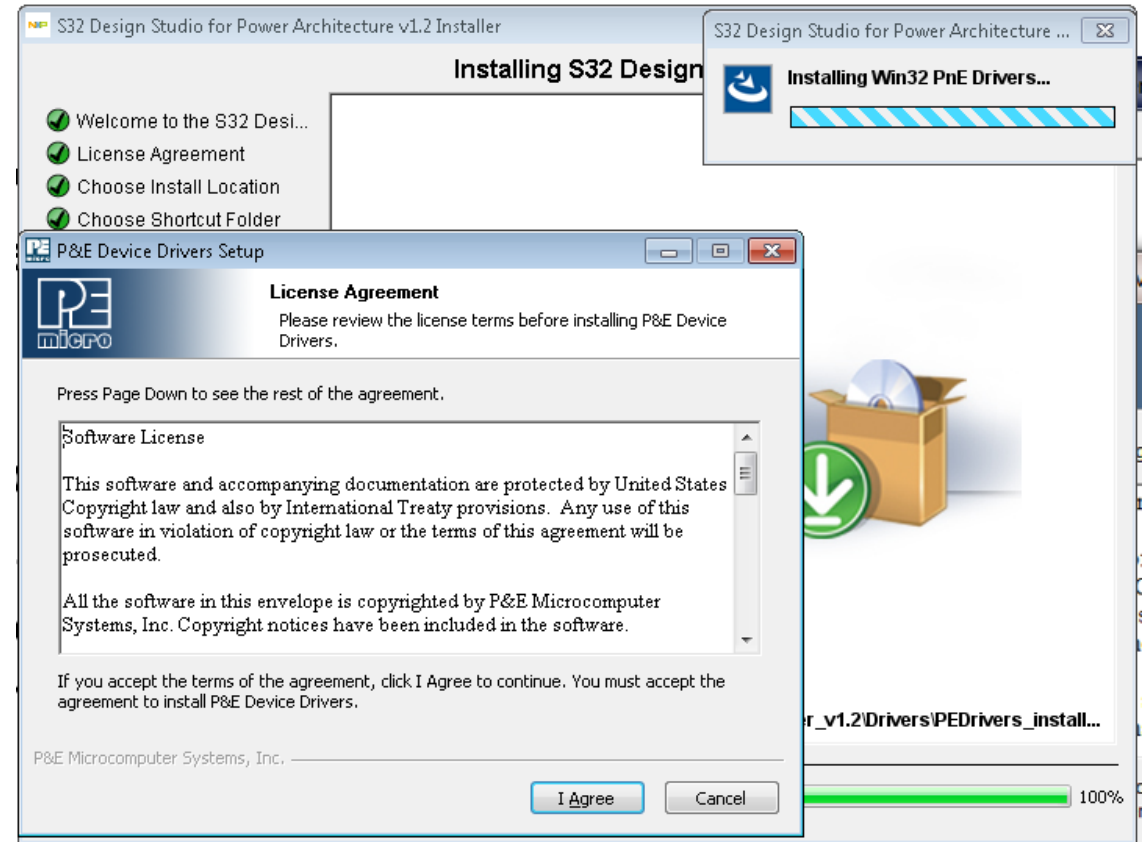 NXP S32 Design Studio for Power Architecture v1.2 Installer
Installing S32 Design
S32 Design Studio for Power Architecture ...
Installing Win32 PnE Drivers...
Welcome to the S32 Desi...
License Agreement
Choose Install Location
Choose Shortcut Folder
P&E Device Drivers Setup
PE
micro
License Agreement
Please review the license terms before installing P&E Device
Drivers.
Press Page Down to see the rest of the agreement.
Software License
This software and accompanying documentation are protected by United States
Copyright law and also by International Treaty provisions.  Any use of this
software in violation of copyright law or the terms of this agreement will be
prosecuted.
All the software in this envelope is copyrighted by P&E Microcomputer
Systems, Inc. Copyright notices have been included in the software.
If you accept the terms of the agreement, click I Agree to continue. You must accept the
agreement to install P&E Device Drivers.
r_v1.2\Drivers\PEDrivers_install...
P&E Microcomputer Systems, Inc.
I Agree
Cancel
100%